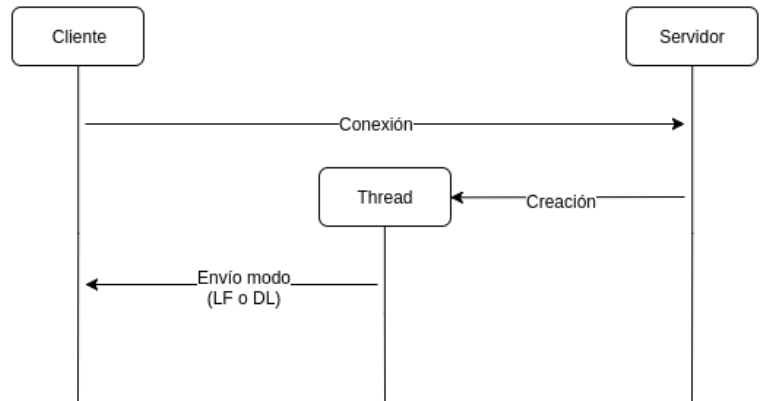 Cliente
Servidor
Conexión
Thread
Creación
Envío modo
(LF o DL)